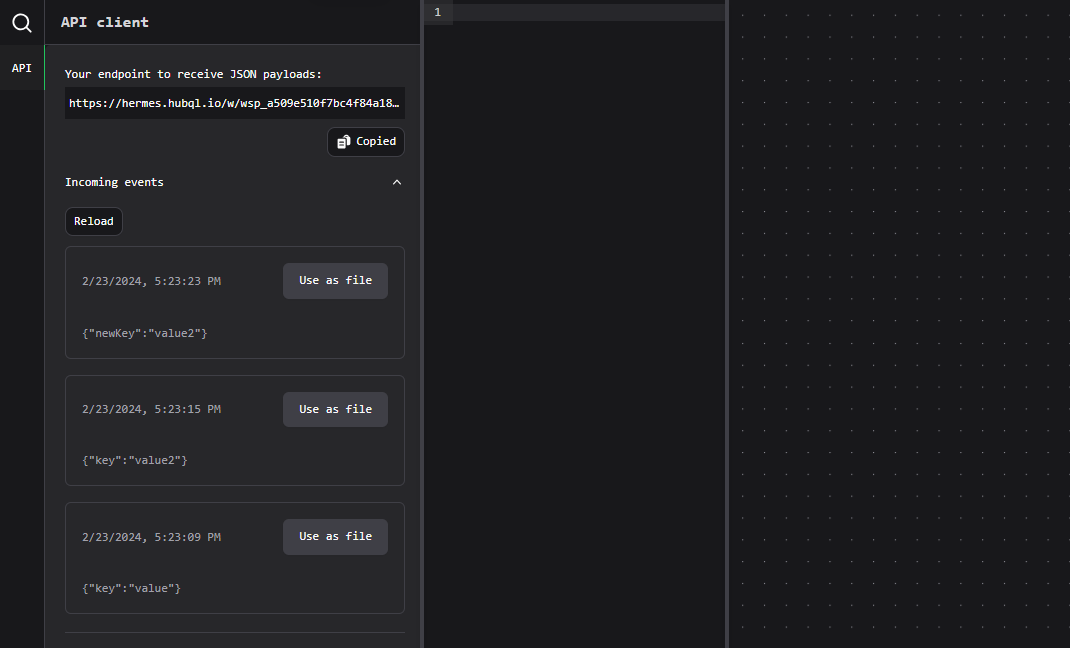 API client
1
API
Your endpoint to receive JSON payloads:
https://hermes.hubql.io/w/wsp_a509e510f7bc4f84a18…
Copied
Incoming events
Reload
2/23/2024, 5:23:23 PM
Use as file
{"newKey":"value2"}
2/23/2024, 5:23:15 PM
Use as file
{"key":"value2"}
2/23/2024, 5:23:09 PM
Use as file
{"key":"value"}